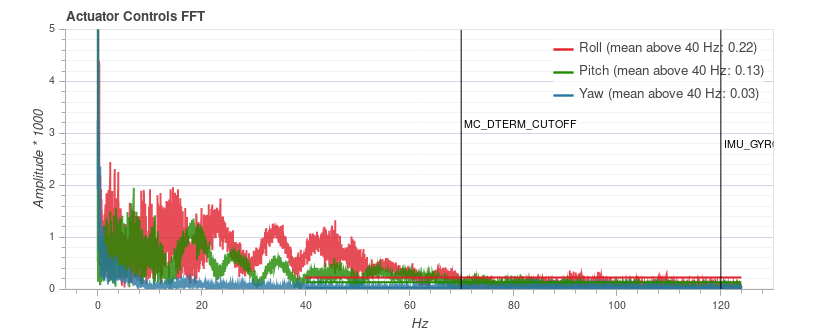 Actuator Controls FFT
5
4
3
2
1
0
Amplitude * 1000
Roll (mean above 40 Hz: 0.22)
Pitch (mean above 40 Hz: 0.13)
Yaw (mean above 40 Hz: 0.03)
MC_DTERM_CUTOFF
IMU_GYR
0 20 40 60 80 100 120
Hz